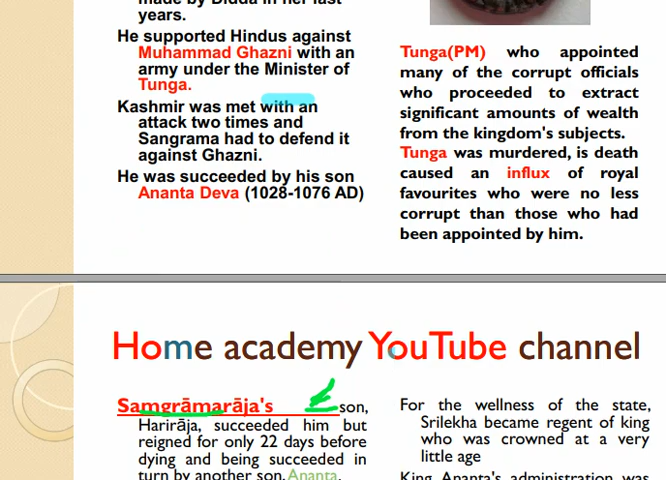 made by Didda in her last
years.
He supported Hindus against
Muhammad Ghazni with an
army under the Minister of
Tunga.
Kashmir was met with an
attack two times and
Sangrama had to defend it
against Ghazni.
He was succeeded by his son
Ananta Deva (1028-1076 AD)
Tunga(PM) who appointed
many of the corrupt officials
who proceeded to extract
significant amounts of wealth
from the kingdom's subjects.
Tunga was murdered, is death
caused an influx of royal
favourites who were no less
corrupt than those who had
been appointed by him.
Home academy YouTube channel
Samgrāmarāja's son,
Harirāja, succeeded him but
reigned for only 22 days before
dying and being succeeded in
turn by another son, Ananta.
For the wellness of the state,
Srilekha became regent of king
who was crowned at a very
little age
King Ananta's administration was